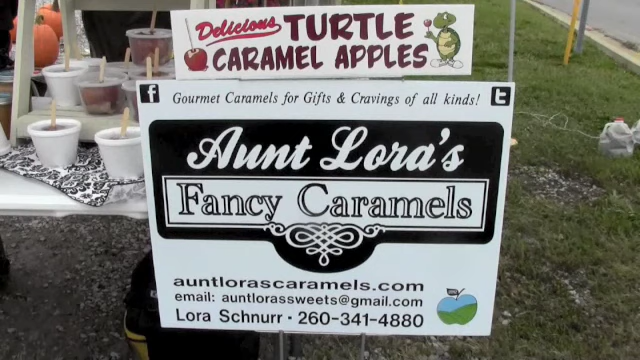 Delicious TURTLE
CARAMEL APPLES
f Gourmet Caramels for Gifts & Cravings of all kinds! t
Aunt Lora's
Fancy Caramels
auntlorascaramels.com
email: auntlorassweets@gmail.com
Lora Schnurr · 260-341-4880